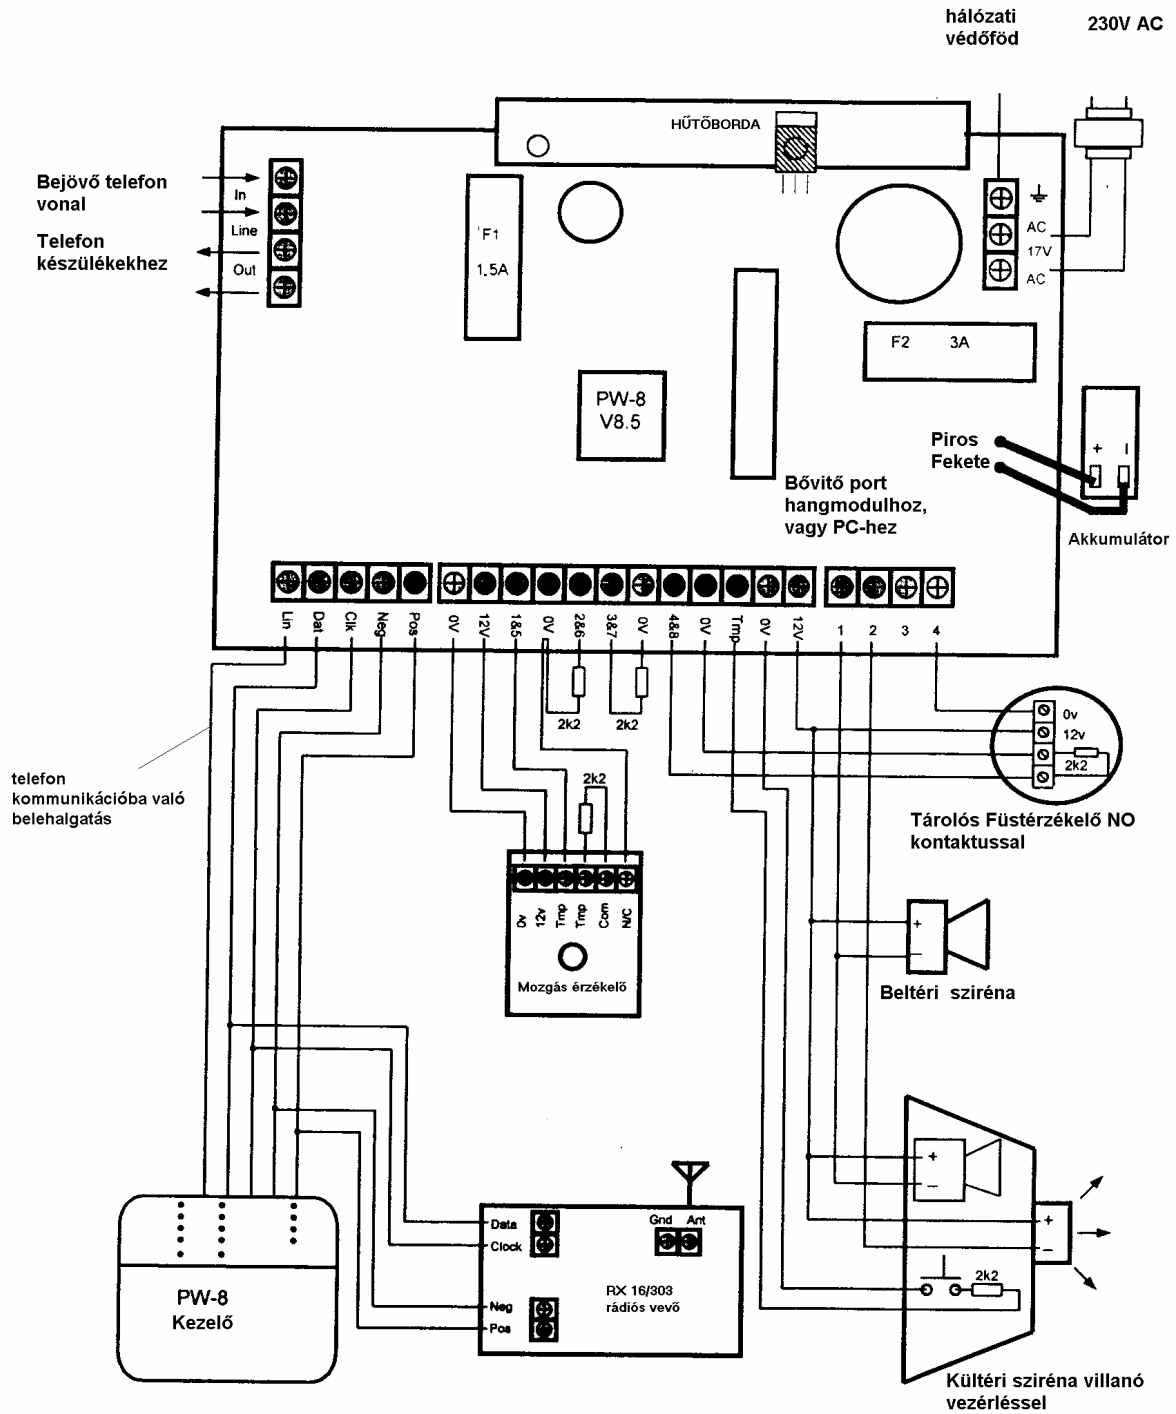 hálózati
védőföd
230V AC
HŰTŐBORDA
Bejövő telefon
vonal
In
Line
Telefon
készülékekhez
Out
F1
1.5A
AC
17V
AC
F2 3A
PW-8
V8.5
Piros
Fekete
+ –
Bővitő port
hangmodulhoz,
vagy PC-hez
Akkumulátor
Lin Dat Clk Neg Pos 0V 12V 1&5 0V 2&6 3&7 0V 4&8 0V Tmp 0V 12V 1 2 3 4
2k2 2k2
0v
12v
2k2
telefon
kommunikációba való
belehalgatás
2k2
Tárolós Füstérzékelő NO
kontaktussal
0v 12v Tmp Tmp Com N/C
Mozgás érzékelő
+
–
Beltéri sziréna
+
–
+
–
2k2
Data
Clock
Gnd Ant
RX 16/303
rádiós vevő
Neg
Pos
PW-8
Kezelő
Kültéri sziréna villanó
vezérléssel